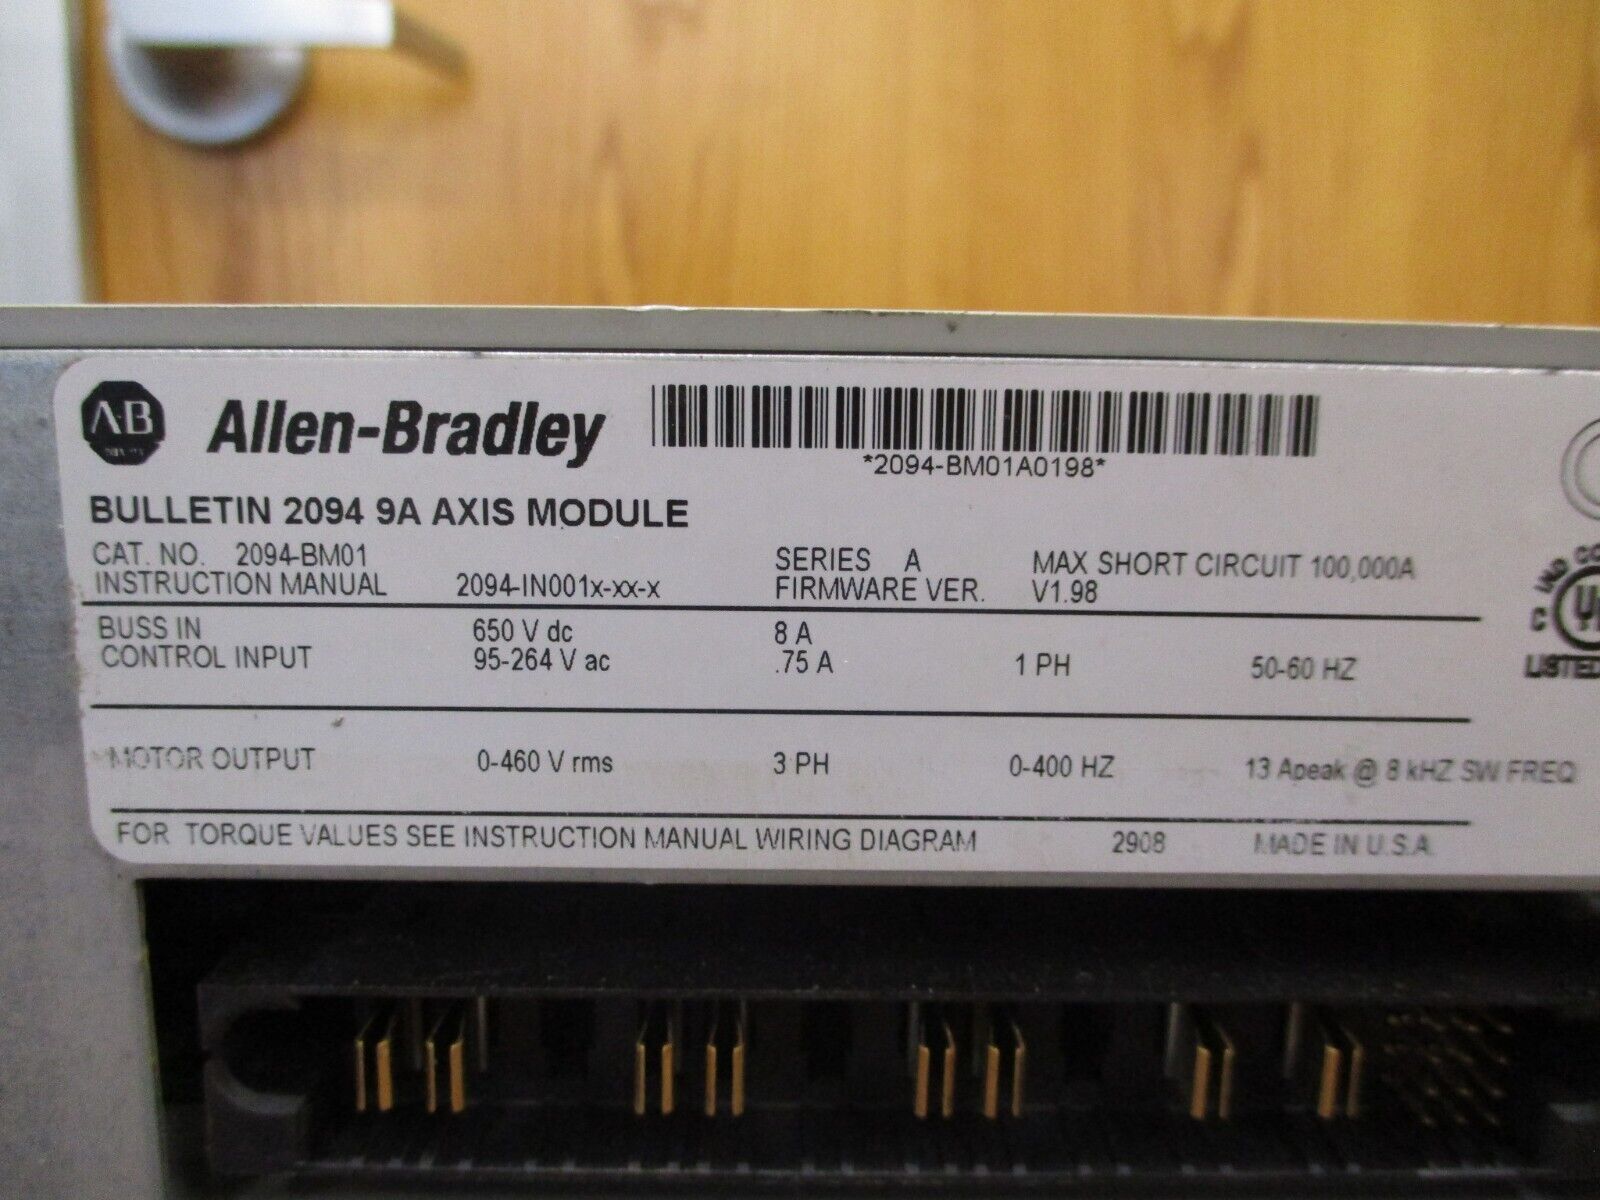 AB
Allen-Bradley
*2094-BM01A0198*
BULLETIN 2094 9A AXIS MODULE
CAT. NO. 2094-BM01 SERIES A MAX SHORT CIRCUIT 100,000A
INSTRUCTION MANUAL 2094-IN001x-xx-x FIRMWARE VER. V1.98
BUSS IN 650 V dc 8 A
CONTROL INPUT 95-264 V ac .75 A 1 PH 50-60 HZ
MOTOR OUTPUT 0-460 V rms 3 PH 0-400 HZ 13 Apeak @ 8 kHZ SW FREQ
FOR TORQUE VALUES SEE INSTRUCTION MANUAL WIRING DIAGRAM 2908 MADE IN U.S.A.
C
LISTED